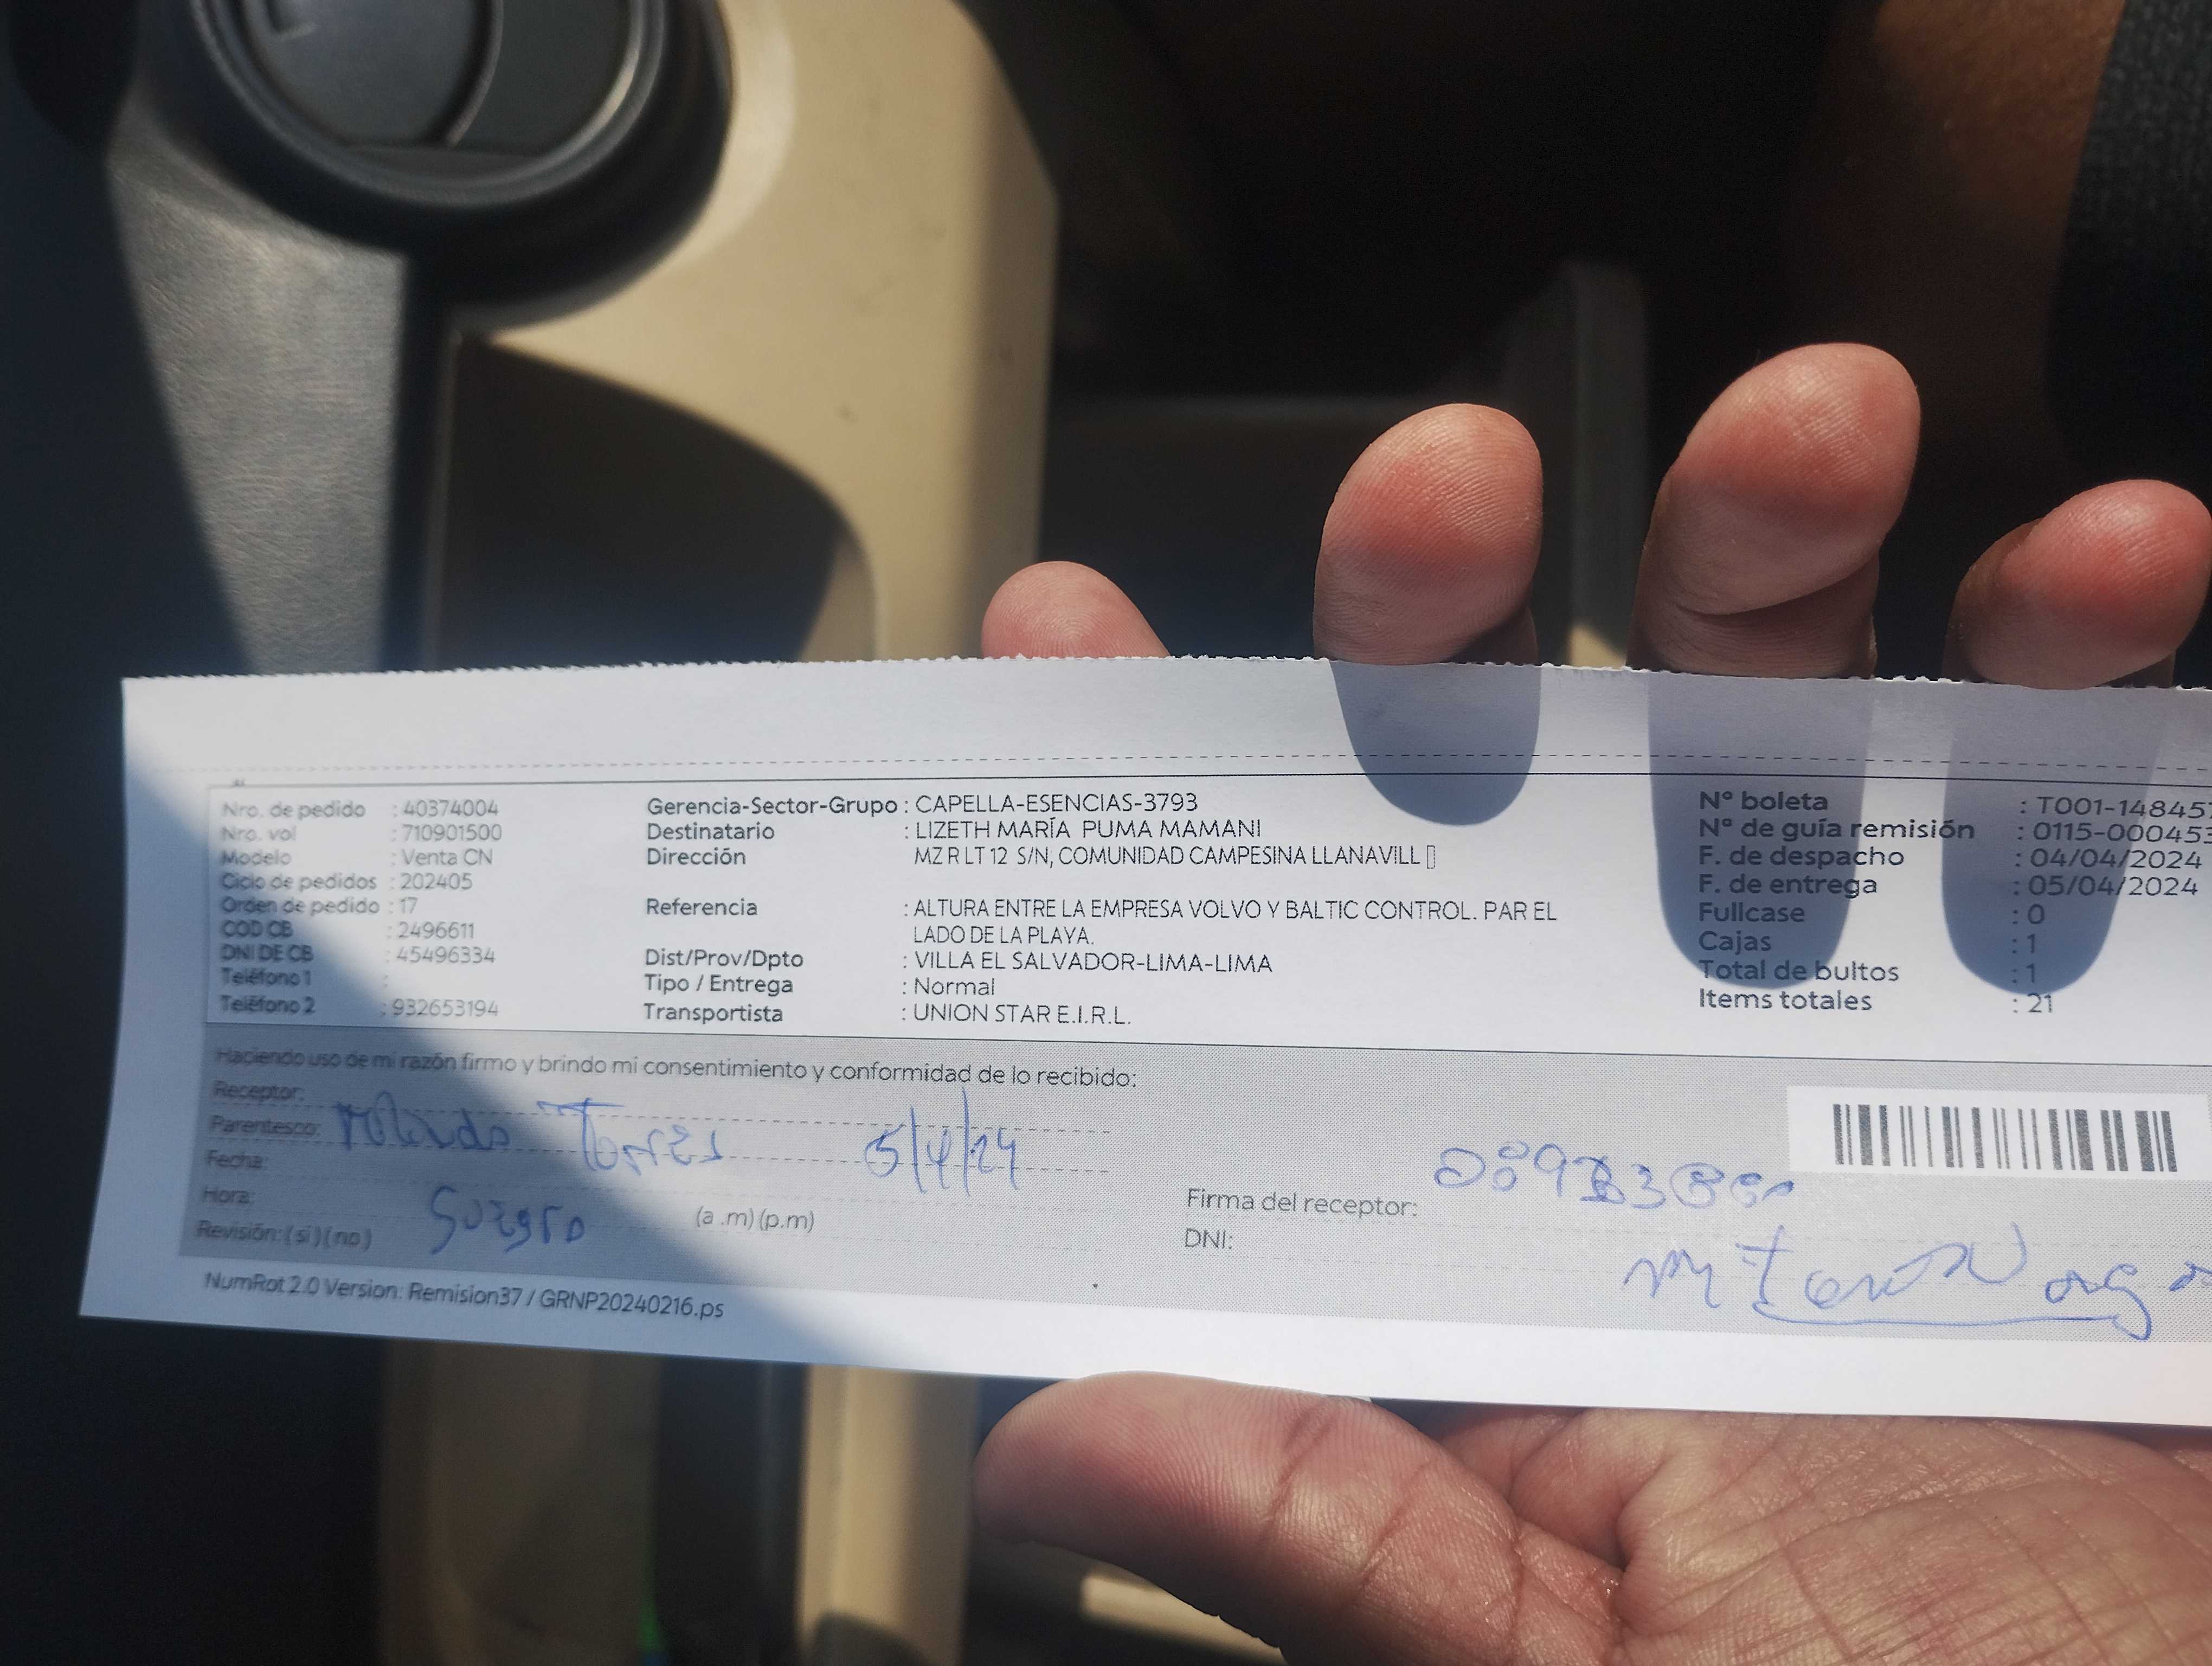 Nro. de pedido : 40374004
Nro. vol : 710901500
Modelo : Venta CN
Ciclo de pedidos : 202405
Orden de pedido : 17
COD CB : 2496611
DNI DE CB : 45496334
Teléfono 1 :
Teléfono 2 : 932653194
Gerencia-Sector-Grupo : CAPELLA-ESENCIAS-3793
Destinatario : LIZETH MARÍA PUMA MAMANI
Dirección MZ R LT 12 S/N, COMUNIDAD CAMPESINA LLANAVILL
Referencia : ALTURA ENTRE LA EMPRESA VOLVO Y BALTIC CONTROL. PAR EL
LADO DE LA PLAYA.
Dist/Prov/Dpto : VILLA EL SALVADOR-LIMA-LIMA
Tipo / Entrega : Normal
Transportista : UNION STAR E.I.R.L.
Nº boleta : T001-148457
Nº de guía remisión : 0115-000453
F. de despacho : 04/04/2024
F. de entrega : 05/04/2024
Fullcase : 0
Cajas : 1
Total de bultos : 1
Items totales : 21
Haciendo uso de mi razón firmo y brindo mi consentimiento y conformidad de lo recibido:
Receptor:
Parentesco: Torres 5/4/24
Fecha:
Hora: Suegro (a .m) (p.m)
Revisión: ( si ) ( no )
Firma del receptor:
DNI:
NumRot 2.0 Version: Remision37 / GRNP20240216.ps